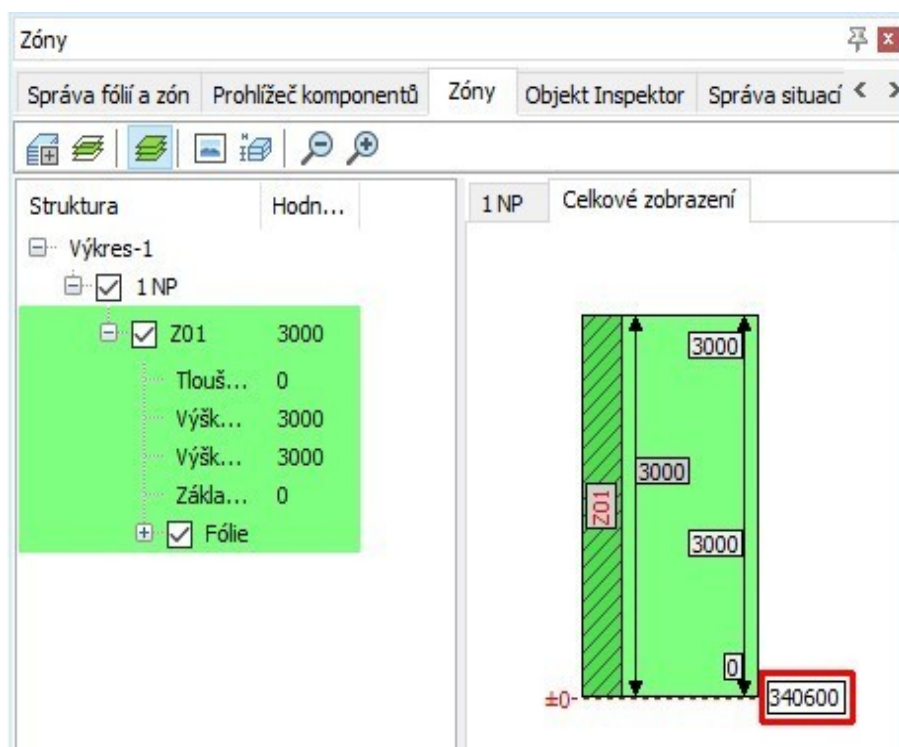 Zóny
Správa fólií a zón Prohlížeč komponentů Zóny Objekt Inspektor Správa situací
Struktura Hodn...
Výkres-1
1 NP
Z01 3000
Tlouš... 0
Výšk... 3000
Výšk... 3000
Základ... 0
Fólie
1 NP Celkové zobrazení
3000
3000
Z01
3000
0
±0
340600